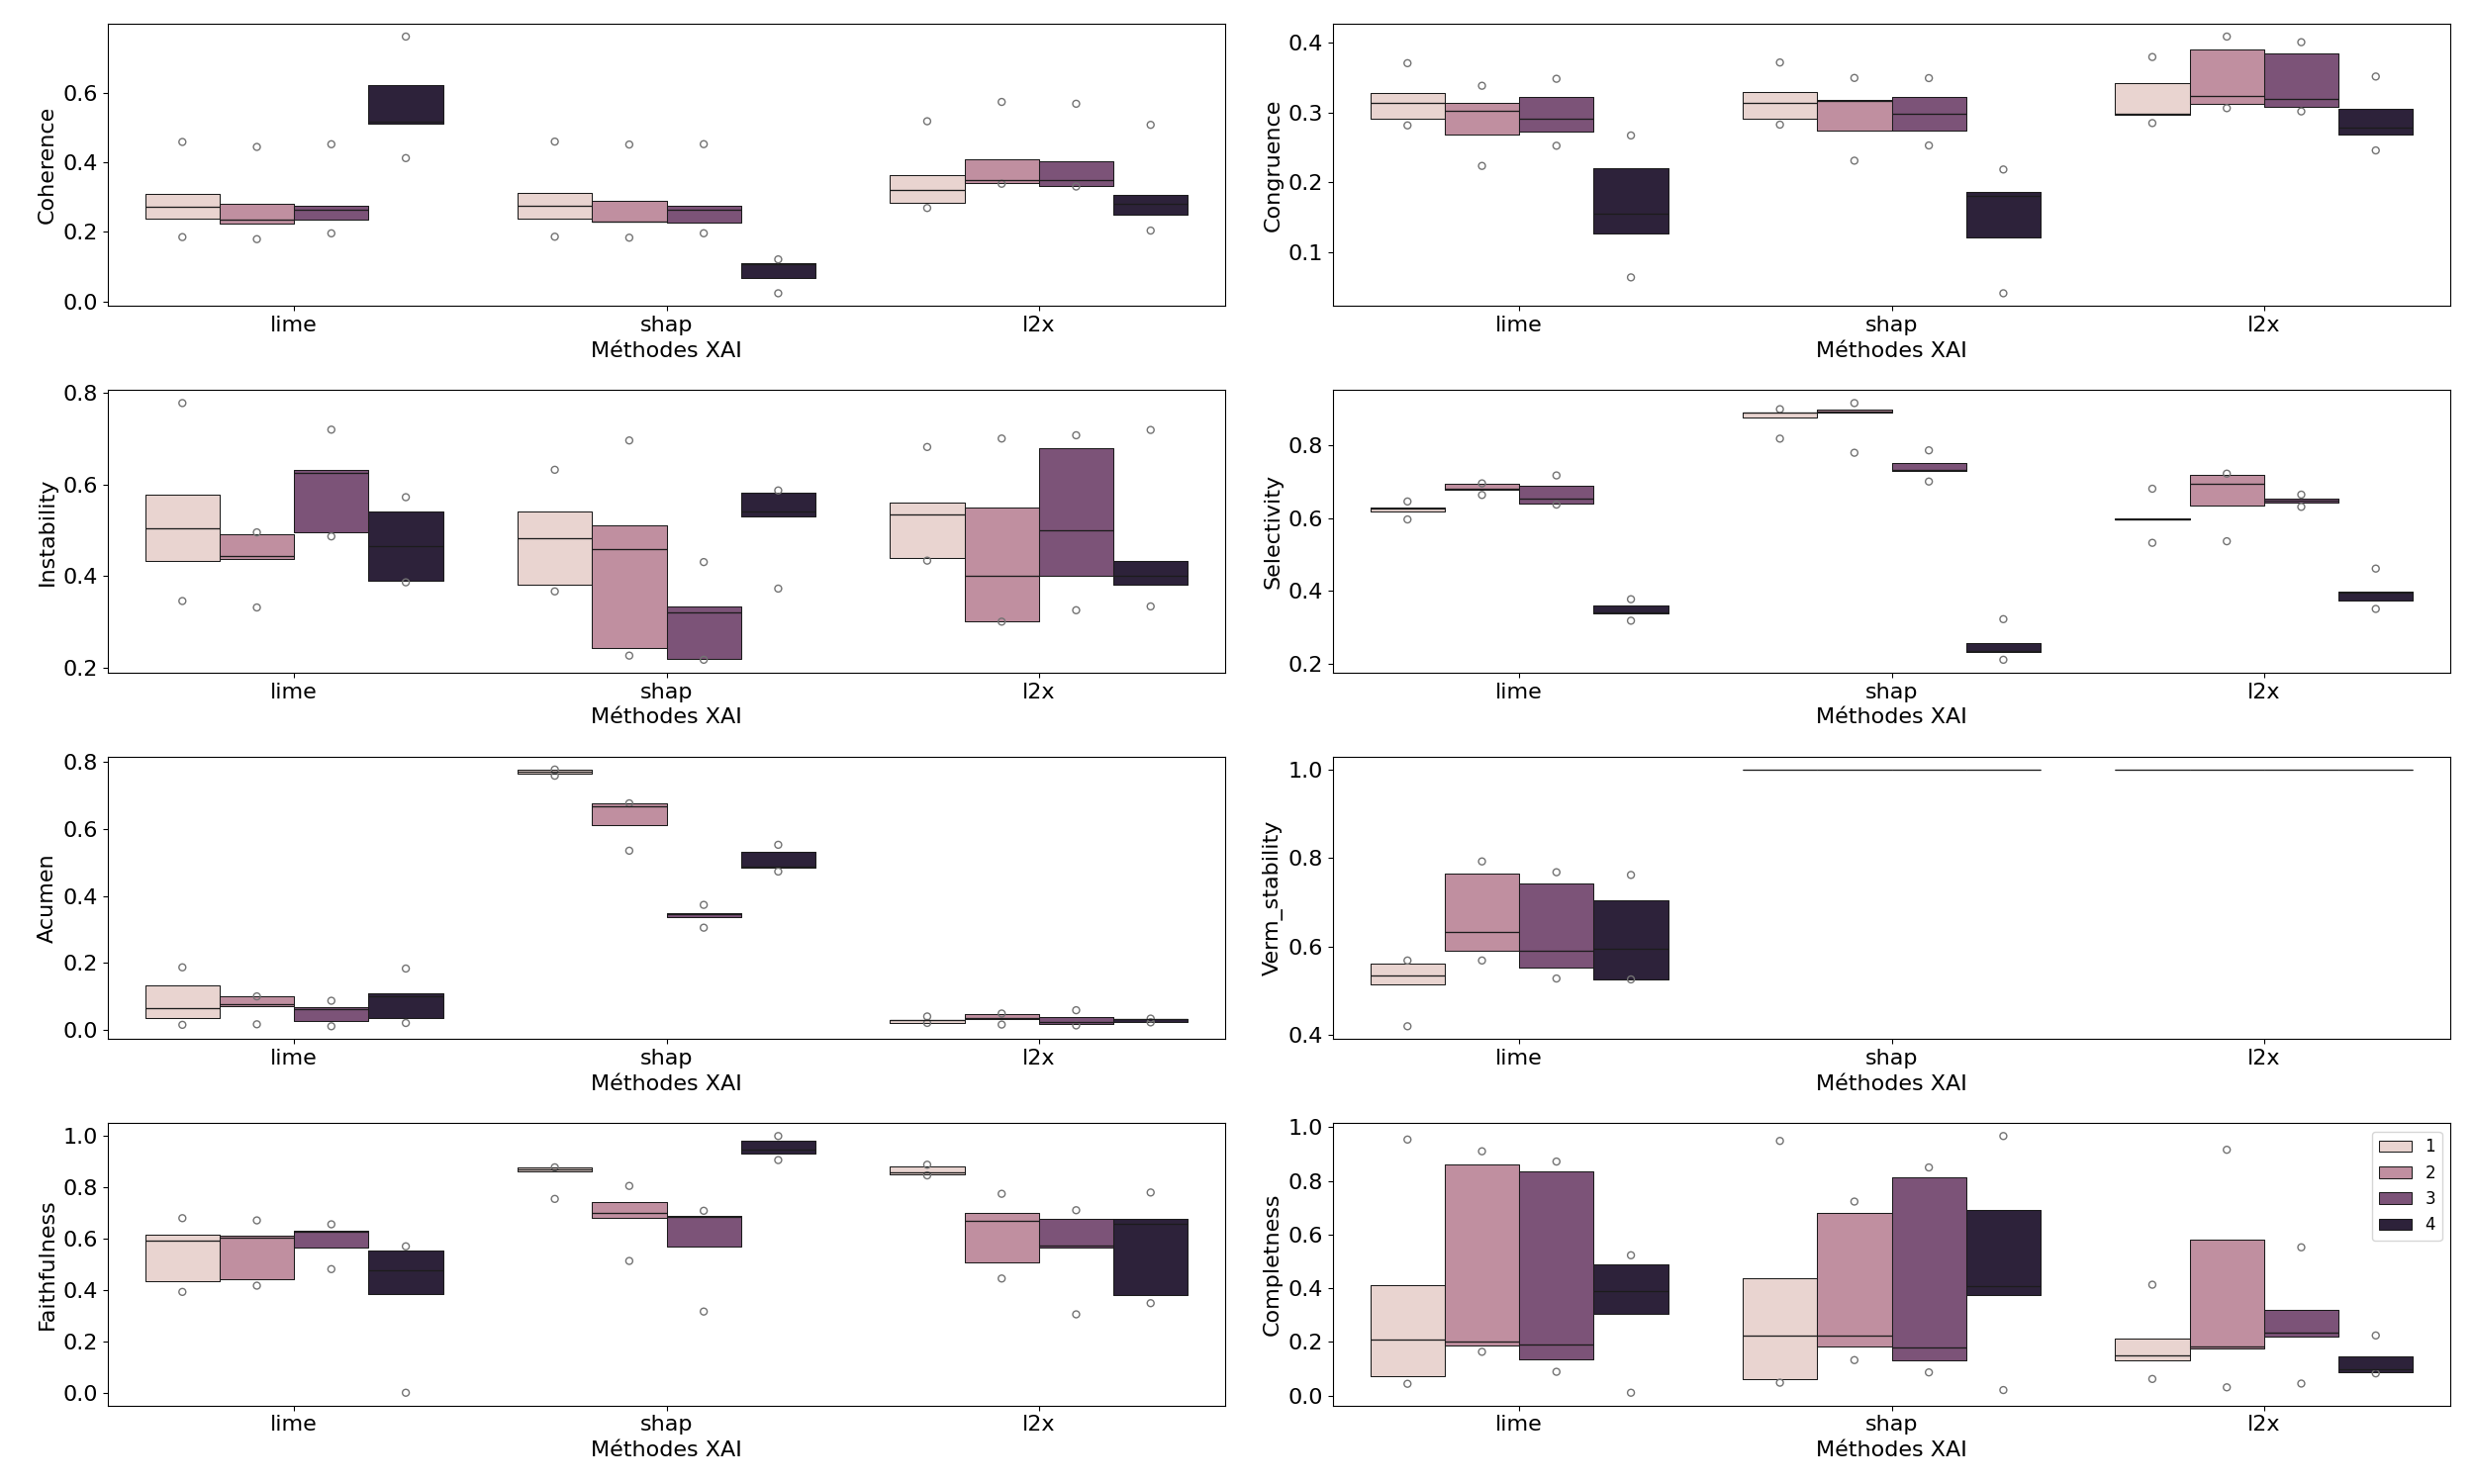 Coherence
0.6
0.4
0.2
0.0
lime shap l2x
Méthodes XAI
Congruence
0.4
0.3
0.2
0.1
lime shap l2x
Méthodes XAI
Instability
0.8
0.6
0.4
0.2
lime shap l2x
Méthodes XAI
Selectivity
0.8
0.6
0.4
0.2
lime shap l2x
Méthodes XAI
Acumen
0.8
0.6
0.4
0.2
0.0
lime shap l2x
Méthodes XAI
Verm_stability
1.0
0.8
0.6
0.4
lime shap l2x
Méthodes XAI
Faithfulness
1.0
0.8
0.6
0.4
0.2
0.0
lime shap l2x
Méthodes XAI
Completness
1.0
0.8
0.6
0.4
0.2
0.0
1
2
3
4
lime shap l2x
Méthodes XAI